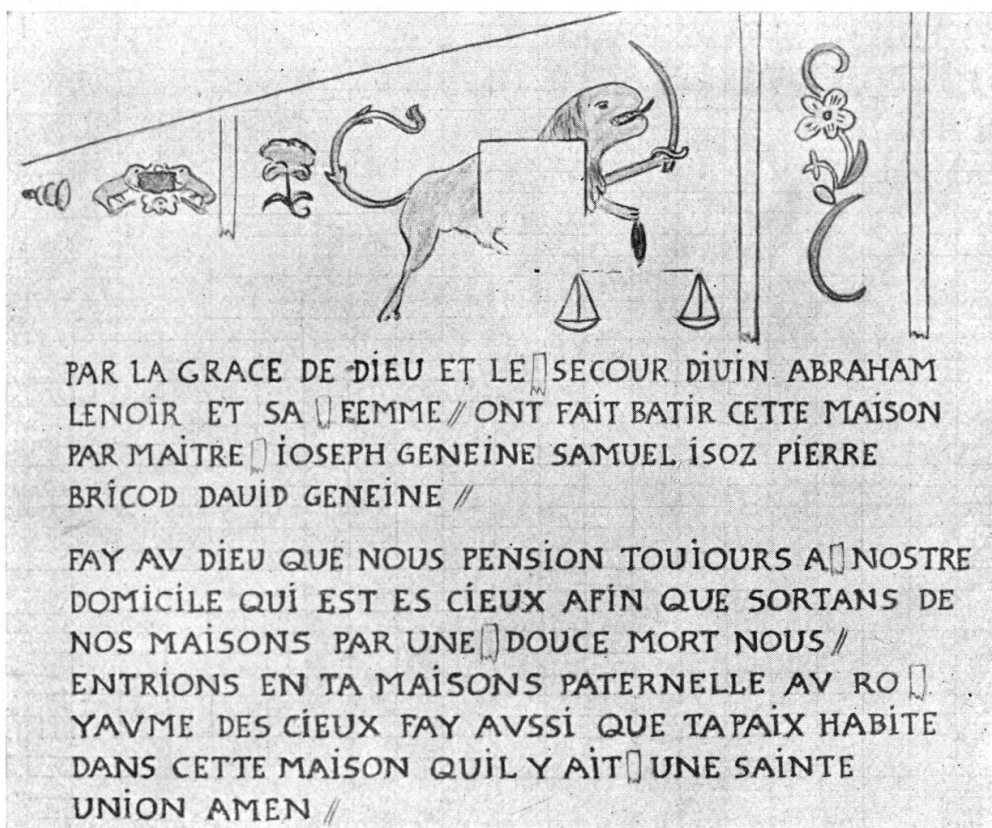 PAR LA GRACE DE DIEU ET LE SECOUR DIUIN. ABRAHAM
LENOIR ET SA EEMME // ONT FAIT BATIR CETTE MAISON
PAR MAITRE IOSEPH GENEINE SAMUEL ISOZ PIERRE
BRICOD DAUID GENEINE //
FAY AV DIEU QUE NOUS PENSION TOUIOURS A NOSTRE
DOMICILE QUI EST ES CIEUX AFIN QUE SORTANS DE
NOS MAISONS PAR UNE DOUCE MORT NOUS //
ENTRIONS EN TA MAISONS PATERNELLE AV RO
YAVME DES CIEUX FAY AVSSI QUE TA PAIX HABITE
DANS CETTE MAISON QUIL Y AIT UNE SAINTE
UNION AMEN //